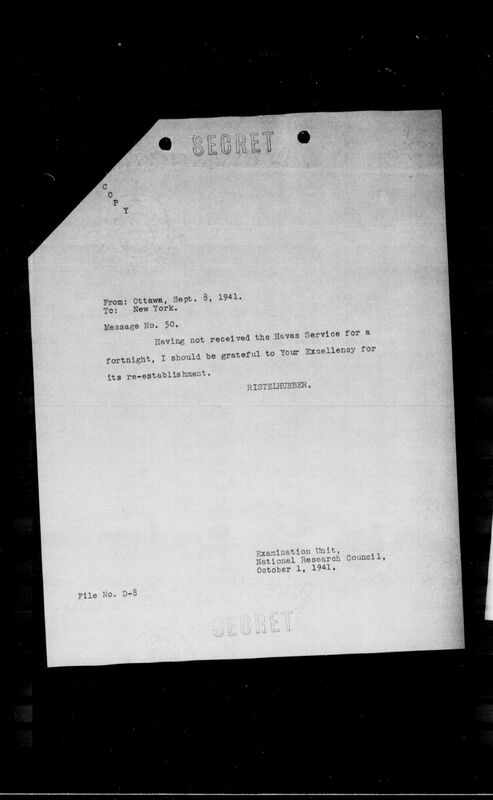 SECRET
COPY
From: Ottawa, Sept. 8, 1941.
To: New York.
Message No. 50.
Having not received the Havas Service for a
fortnight, I should be grateful to Your Excellency for
its re-establishment.
RISTELHUEBER.
Examination Unit,
National Research Council,
October 1, 1941.
File No. D-8
SECRET